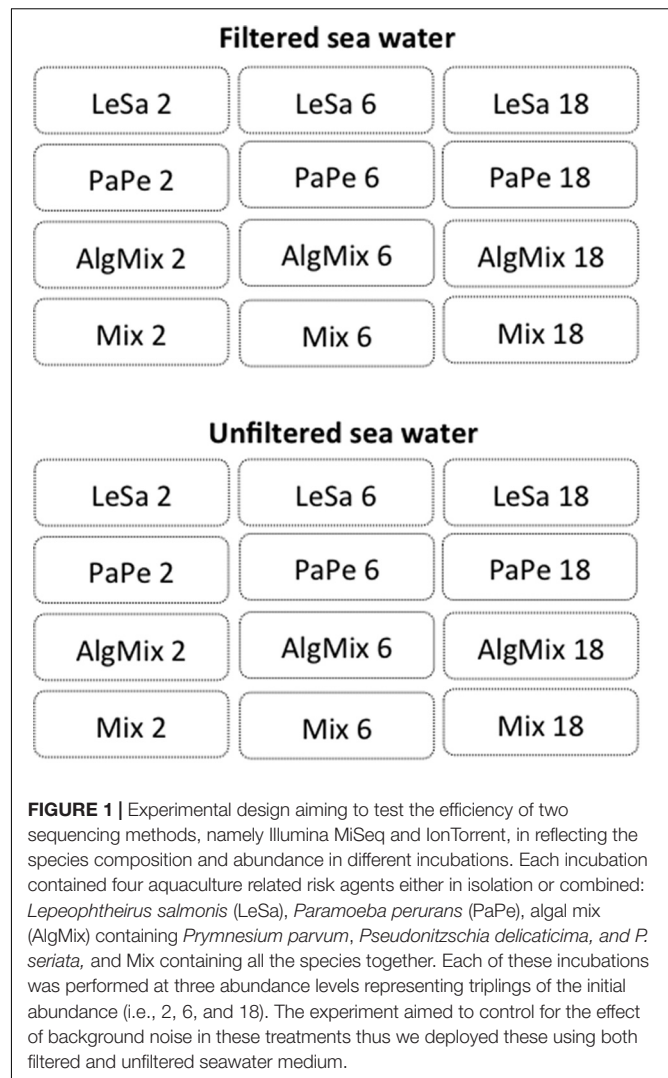 Filtered sea water
LeSa 2 LeSa 6 LeSa 18
PaPe 2 PaPe 6 PaPe 18
AlgMix 2 AlgMix 6 AlgMix 18
Mix 2 Mix 6 Mix 18
Unfiltered sea water
LeSa 2 LeSa 6 LeSa 18
PaPe 2 PaPe 6 PaPe 18
AlgMix 2 AlgMix 6 AlgMix 18
Mix 2 Mix 6 Mix 18
FIGURE 1 | Experimental design aiming to test the efficiency of two
sequencing methods, namely Illumina MiSeq and IonTorrent, in reflecting the
species composition and abundance in different incubations. Each incubation
contained four aquaculture related risk agents either in isolation or combined:
Lepeophtheirus salmonis (LeSa), Paramoeba perurans (PaPe), algal mix
(AlgMix) containing Prymnesium parvum, Pseudonitzschia delicaticima, and P.
seriata, and Mix containing all the species together. Each of these incubations
was performed at three abundance levels representing triplings of the initial
abundance (i.e., 2, 6, and 18). The experiment aimed to control for the
effect of background noise in these treatments thus we deployed these using both
filtered and unfiltered seawater medium.